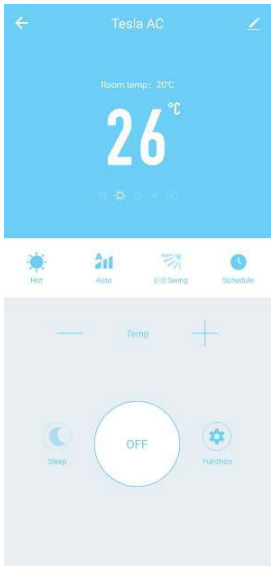 Tesla AC
Room temp: 20℃
26 ℃
Hot
A
Auto
U-D Swing
Schedule
Temp
OFF
Sleep
Function